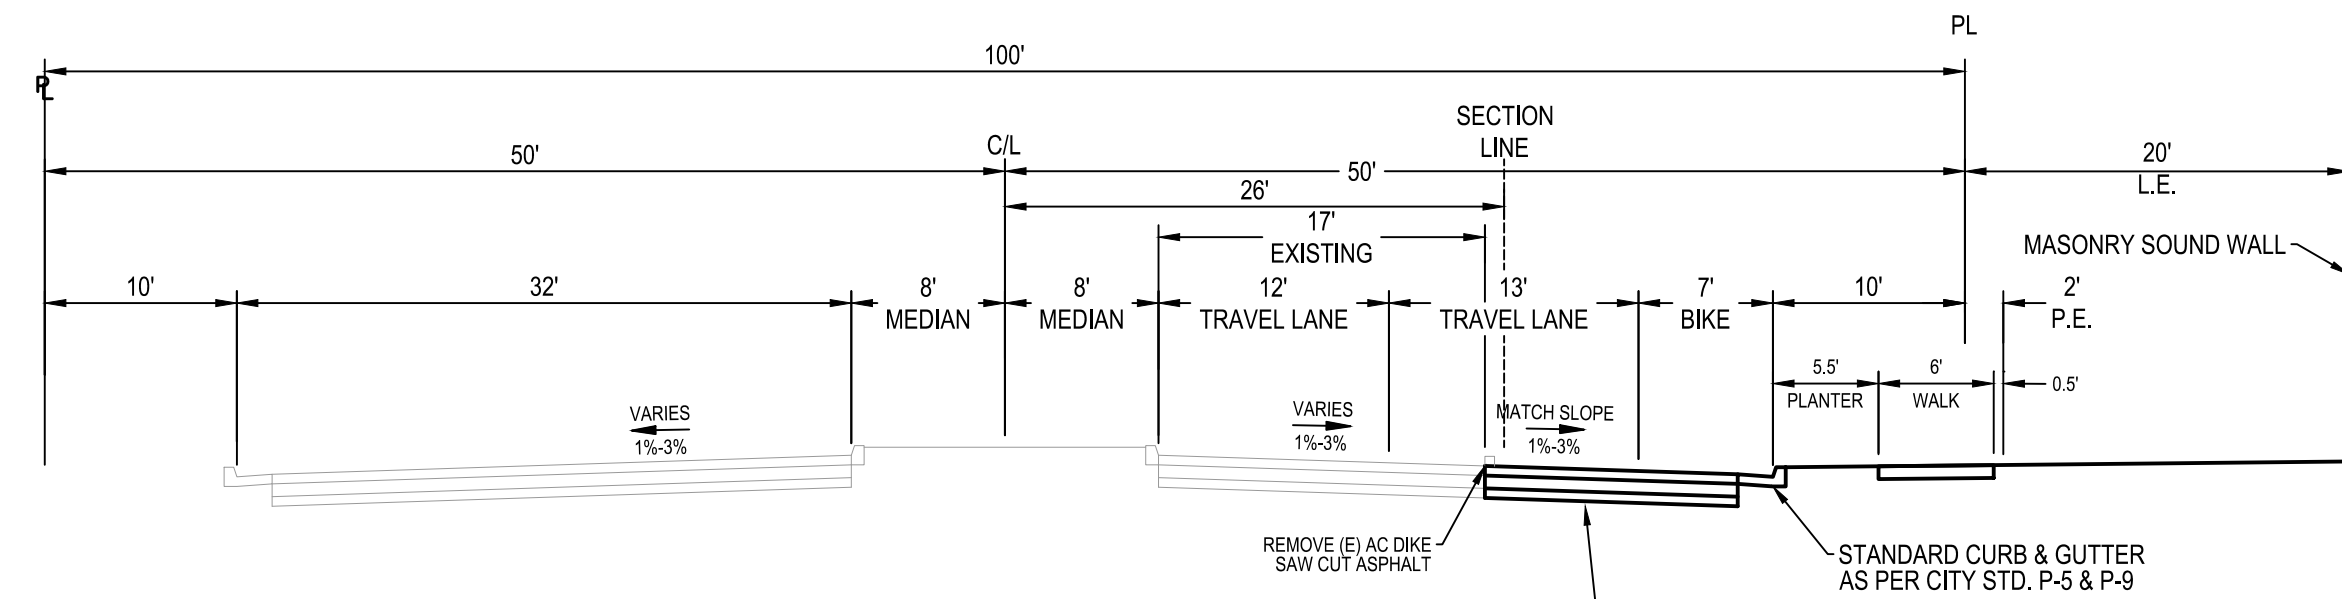 PL
100'
PL
SECTION
LINE
C/L
50'
50'
20'
L.E.
26'
17'
EXISTING
MASONRY SOUND WALL
10'
32'
8'
MEDIAN
8'
MEDIAN
12'
TRAVEL LANE
13'
TRAVEL LANE
7'
BIKE
10'
2'
P.E.
5.5'
PLANTER
6'
WALK
0.5'
VARIES
1%-3%
VARIES
1%-3%
MATCH SLOPE
1%-3%
REMOVE (E) AC DIKE
SAW CUT ASPHALT
STANDARD CURB & GUTTER
AS PER CITY STD. P-5 & P-9